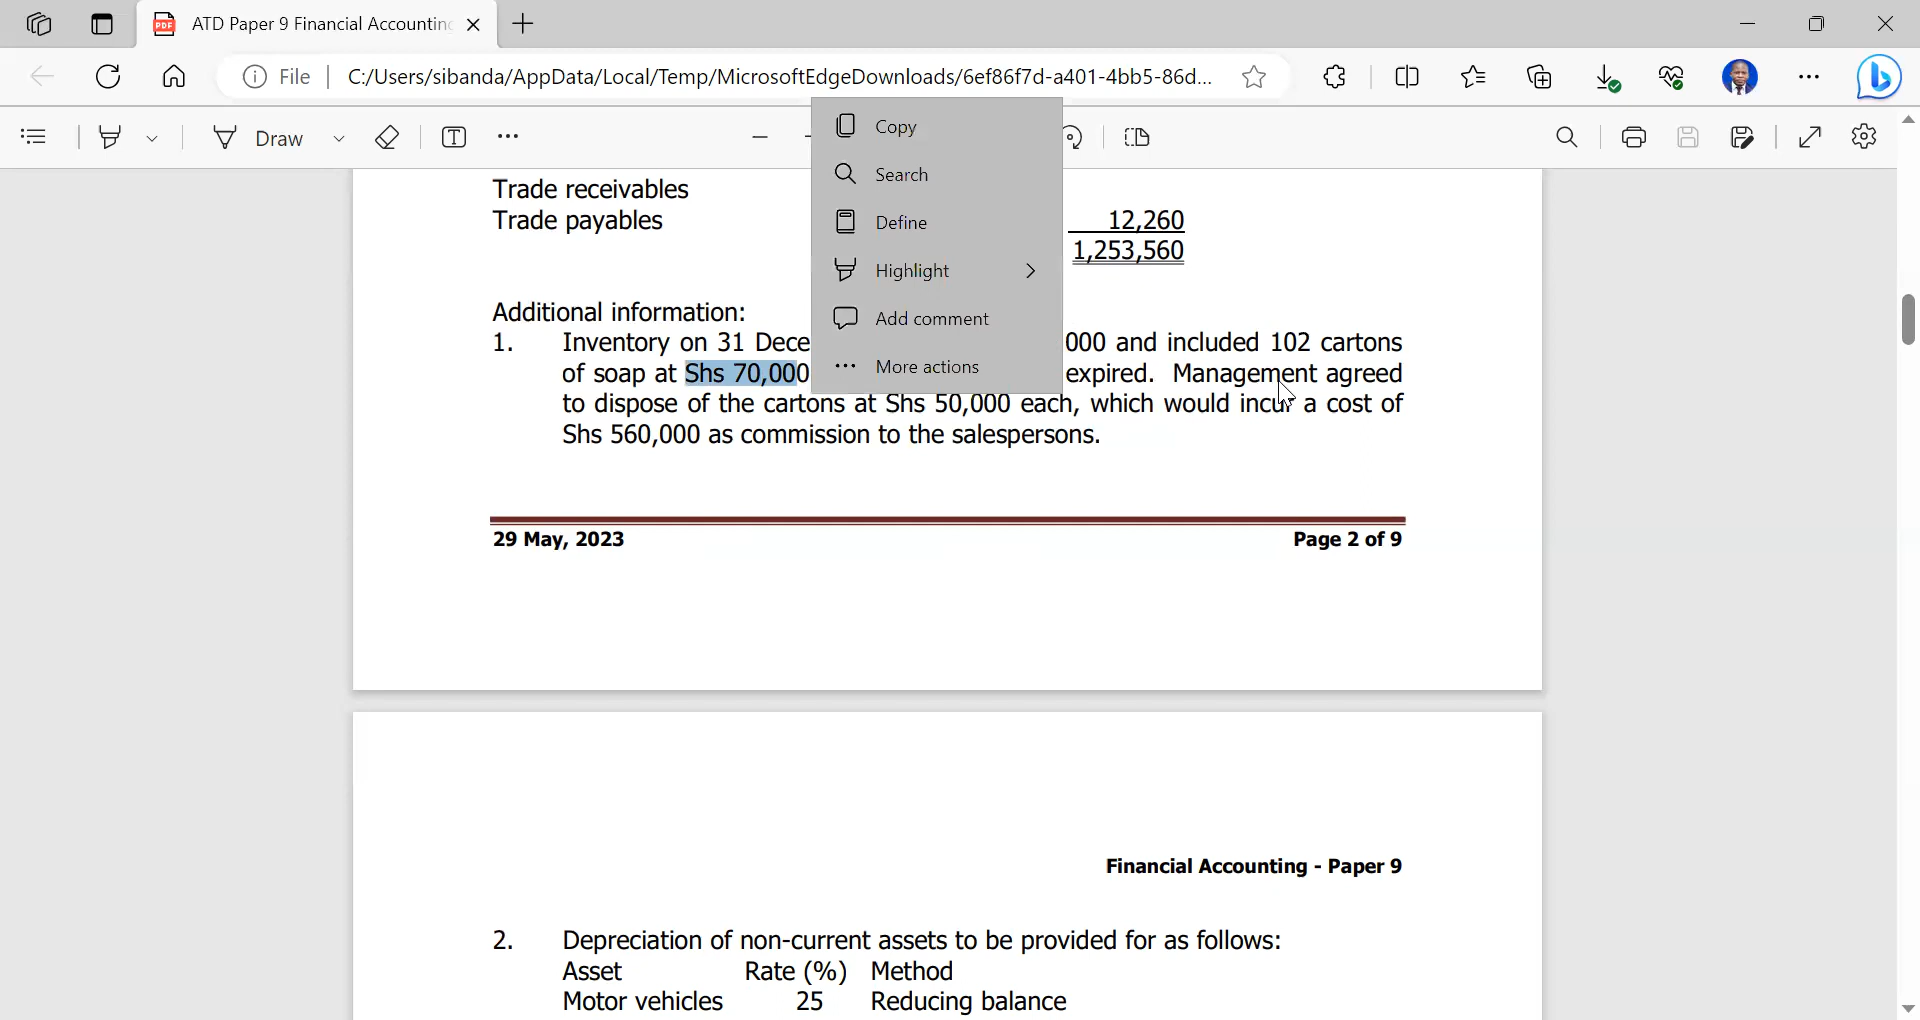 ATD Paper 9 Financial Accounting
File
C:/Users/sibanda/AppData/Local/Temp/MicrosoftEdgeDownloads/6ef86f7d-a401-4bb5-86d...
Draw
Copy
Search
Define
Highlight
Add comment
More actions
Trade receivables
Trade payables 12,260
1,253,560
Additional information:
1. Inventory on 31 Dece 000 and included 102 cartons
of soap at Shs 70,000 expired. Management agreed
to dispose of the cartons at Shs 50,000 each, which would incur a cost of
Shs 560,000 as commission to the salespersons.
29 May, 2023 Page 2 of 9
Financial Accounting - Paper 9
2. Depreciation of non-current assets to be provided for as follows:
Asset Rate (%) Method
Motor vehicles 25 Reducing balance